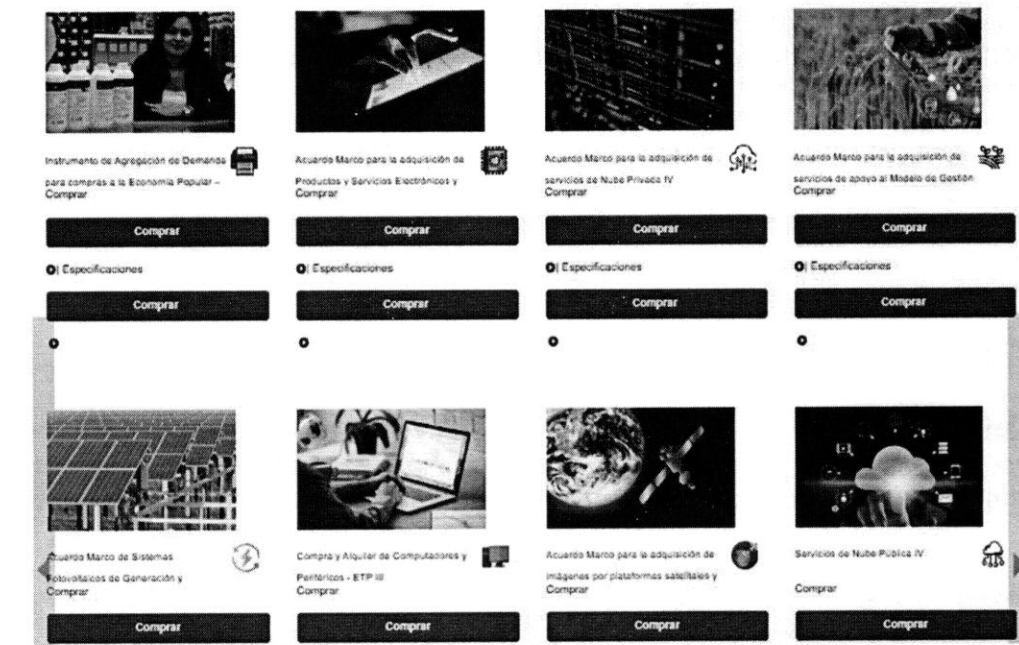 Instrumento de Agregación de Demanda
para compras a la Economía Popular –
Comprar
Comprar
Especificaciones
Comprar
Acuerdo Marco para la adquisición de
Productos y Servicios Electrónicos y
Comprar
Comprar
Especificaciones
Comprar
Acuerdo Marco para la adquisición de
servicios de Nube Privada IV
Comprar
Comprar
Especificaciones
Comprar
Acuerdo Marco para la adquisición de
servicios de apoyo al Modelo de Gestión
Comprar
Comprar
Especificaciones
Comprar
Acuerdo Marco de Sistemas
Fotovoltaicos de Generación y
Comprar
Comprar
Compra y Alquiler de Computadores y
Periféricos - ETP III
Comprar
Comprar
Acuerdo Marco para la adquisición de
imágenes por plataformas satelitales y
Comprar
Comprar
Servicios de Nube Pública IV
Comprar
Comprar